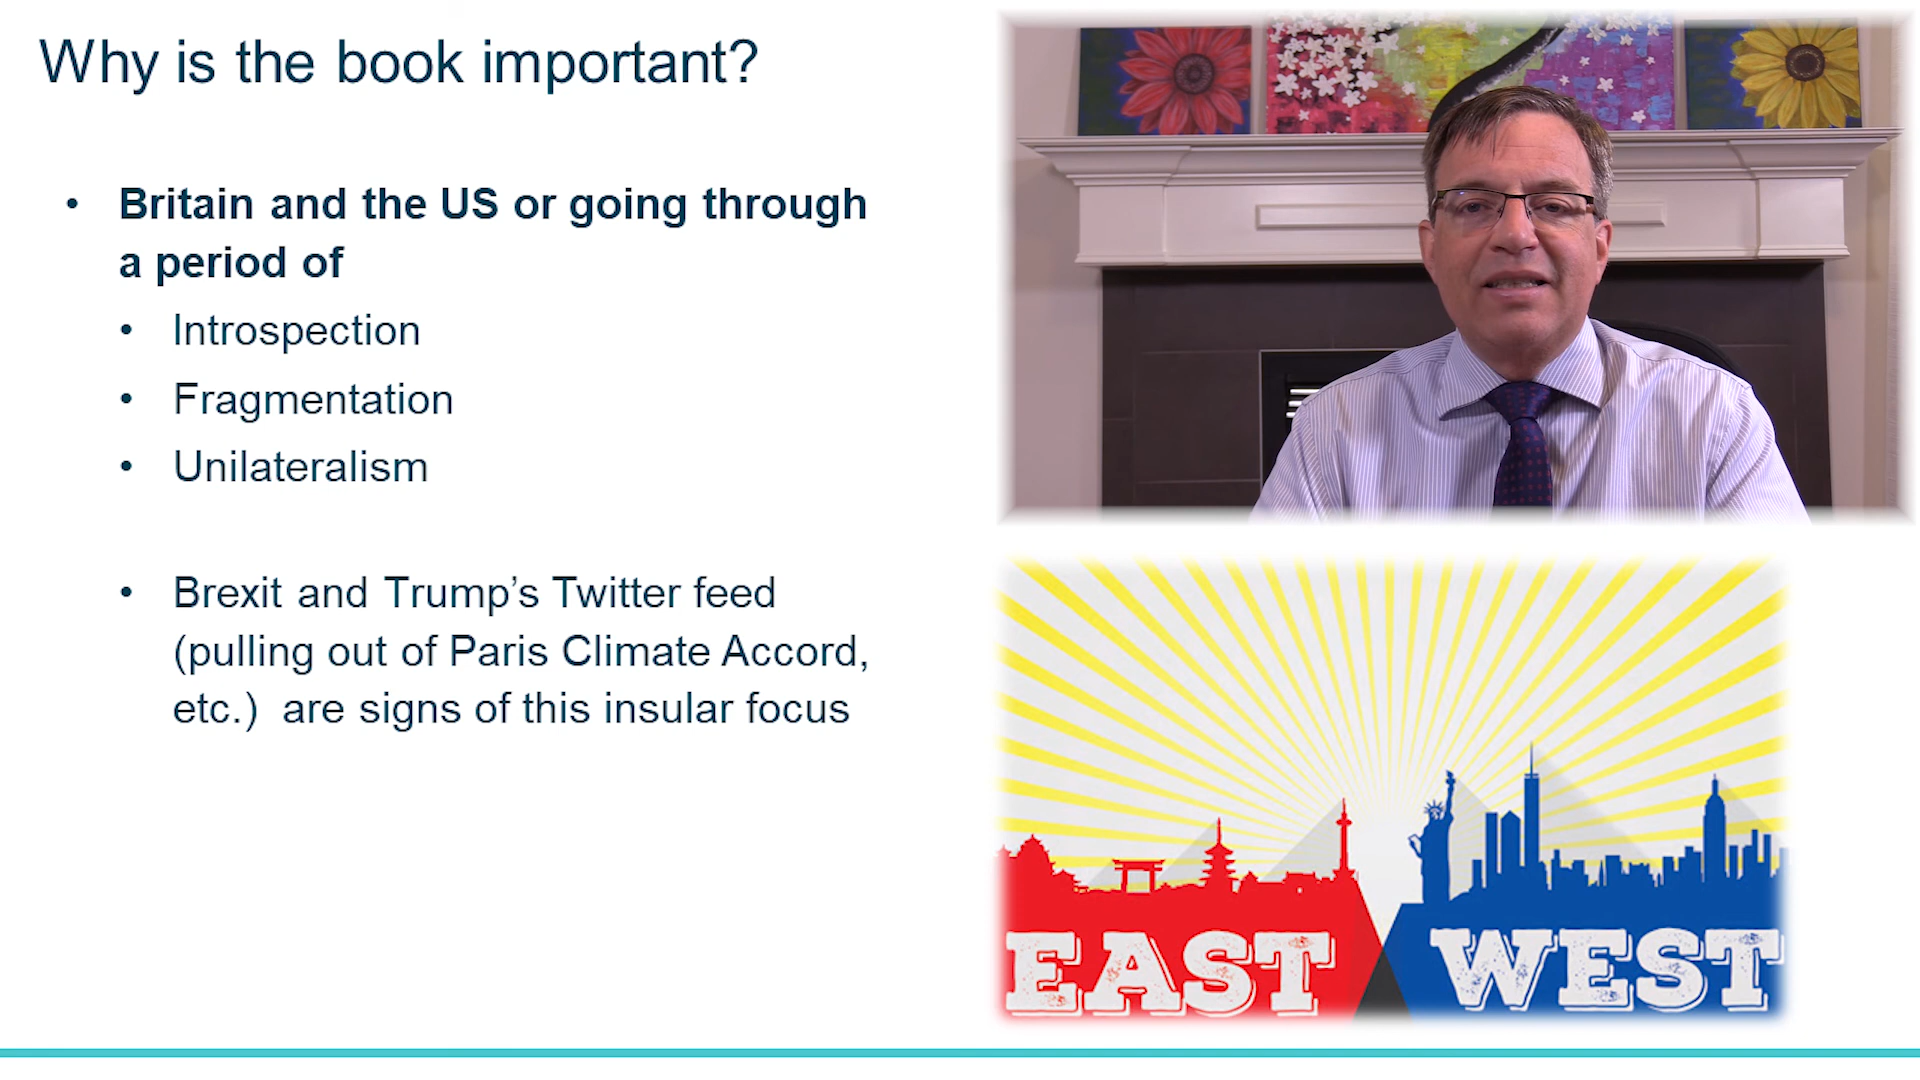 Why is the book important?
• Britain and the US or going through
a period of
• Introspection
• Fragmentation
• Unilateralism
• Brexit and Trump’s Twitter feed
(pulling out of Paris Climate Accord,
etc.)  are signs of this insular focus
EAST WEST